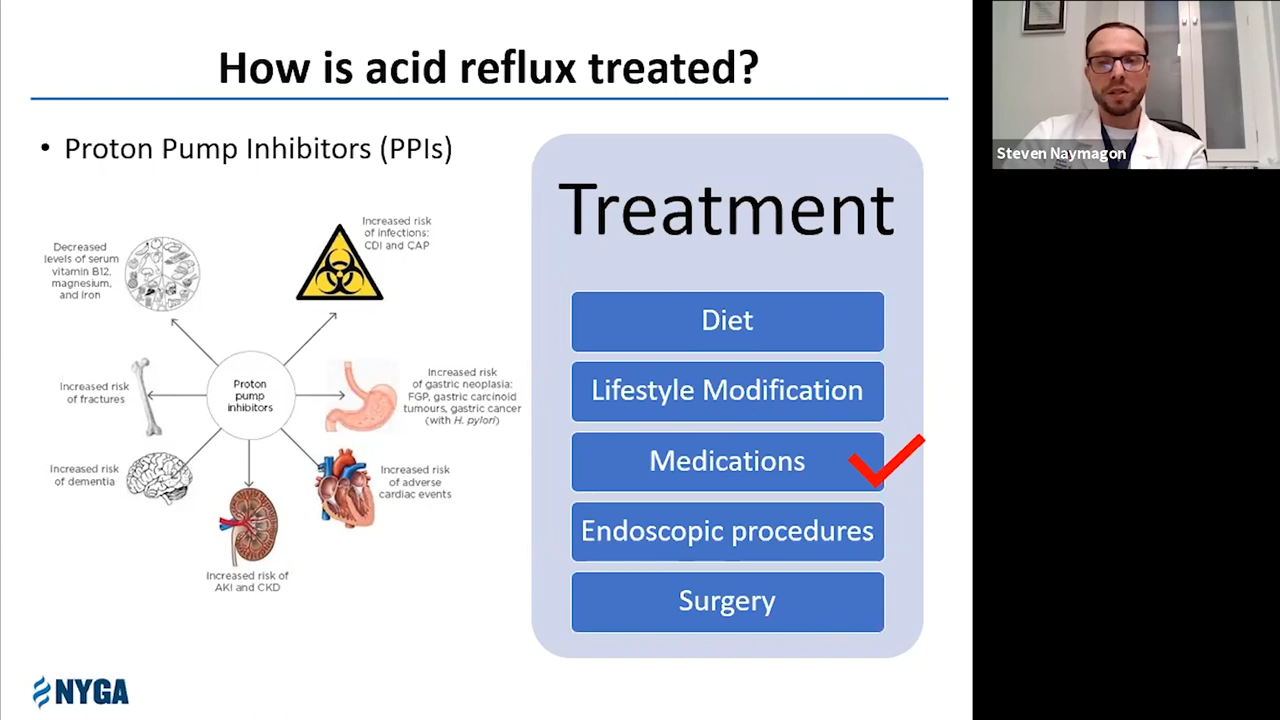 How is acid reflux treated?
• Proton Pump Inhibitors (PPIs)
Decreased
levels of serum
vitamin B12,
magnesium,
and iron
Increased risk
of infections:
CDI and CAP
Increased risk
of fractures
Proton
pump
inhibitors
Increased risk
of gastric neoplasia:
FGP, gastric carcinoid
tumours, gastric cancer
(with H. pylori)
Increased risk
of dementia
Increased risk
of adverse
cardiac events
Increased risk of
AKI and CKD
Treatment
Diet
Lifestyle Modification
Medications
Endoscopic procedures
Surgery
NYGA
Steven Naymagon